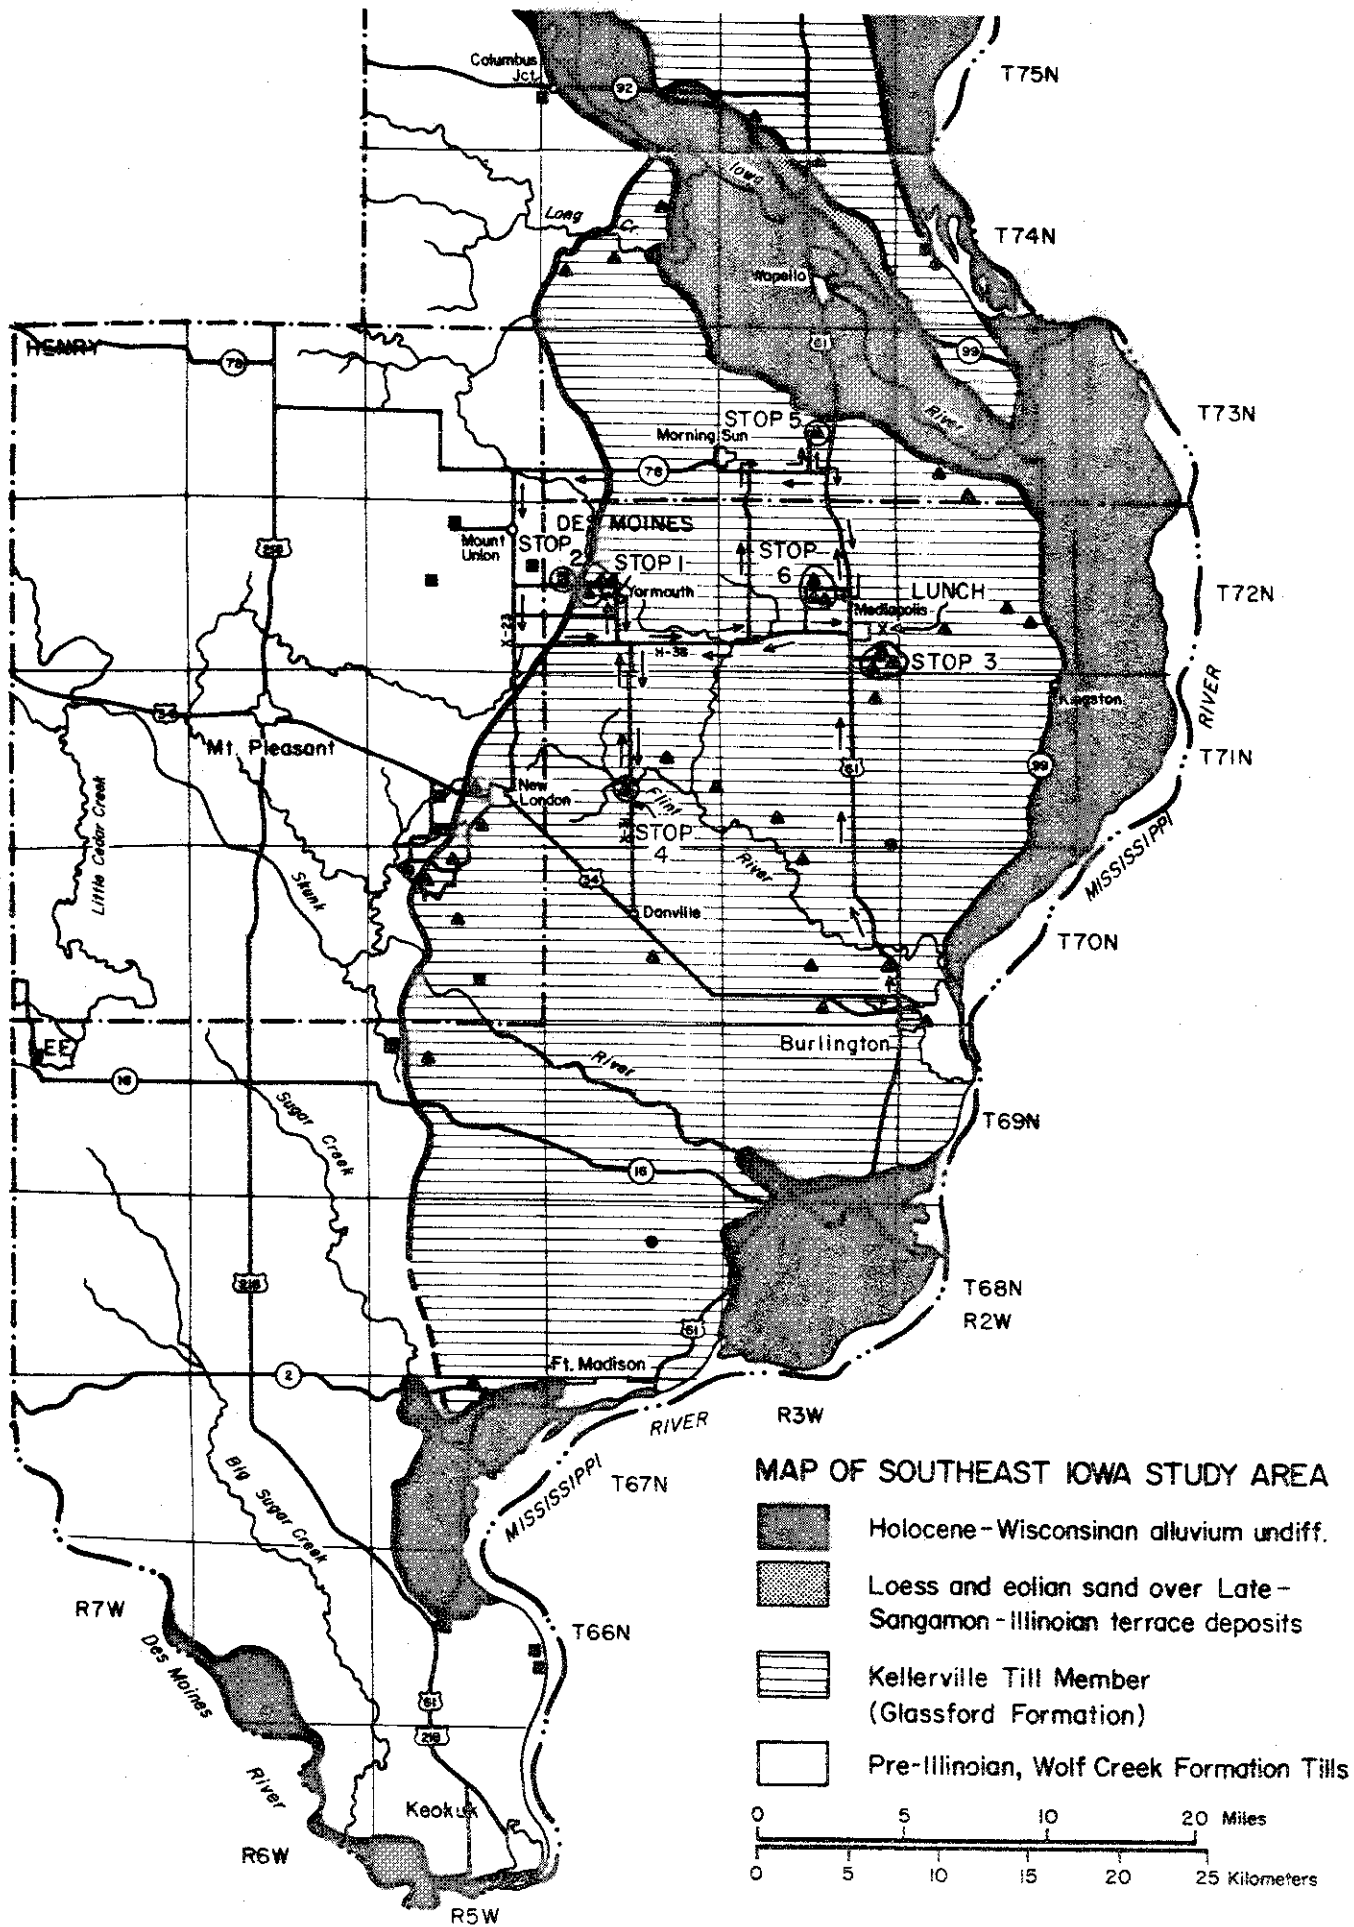 Columbus
Jct.
92
T75N
Iowa
Long
Cr
T74N
Wapello
HENRY
78
61
99
T73N
STOP 5
River
Morning Sun
78
DES MOINES
218
Mount
Union
STOP
2
STOP 1
STOP
6
Yarmouth
LUNCH
T72N
Mediapolis
X-23
H-38
STOP 3
Kingston
RIVER
34
Mt. Pleasant
T71N
61
99
New
London
Flint
STOP
4
River
Little Cedar Creek
Skunk
34
MISSISSIPPI
Danville
T70N
Burlington
LEE
River
16
Sugar Creek
T69N
16
218
T68N
R2W
61
Ft. Madison
2
R3W
RIVER
MISSISSIPPI
T67N
Big Sugar Creek
R7W
T66N
Des Moines
River
61
218
Keokuk
R6W
R5W
MAP OF SOUTHEAST IOWA STUDY AREA
Holocene-Wisconsinan alluvium undiff.
Loess and eolian sand over Late-
Sangamon-Illinoian terrace deposits
Kellerville Till Member
(Glassford Formation)
Pre-Illinoian, Wolf Creek Formation Tills
0 5 10 20 Miles
0 5 10 15 20 25 Kilometers